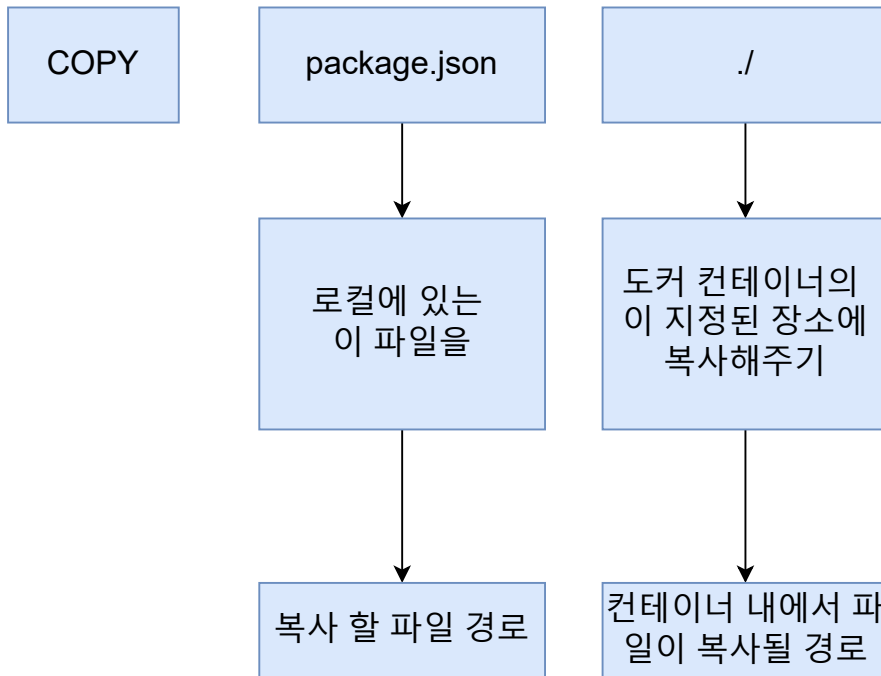 COPY
package.json
./
로컬에 있는
이 파일을
도커 컨테이너의
이 지정된 장소에
복사해주기
복사 할 파일 경로
컨테이너 내에서 파
일이 복사될 경로